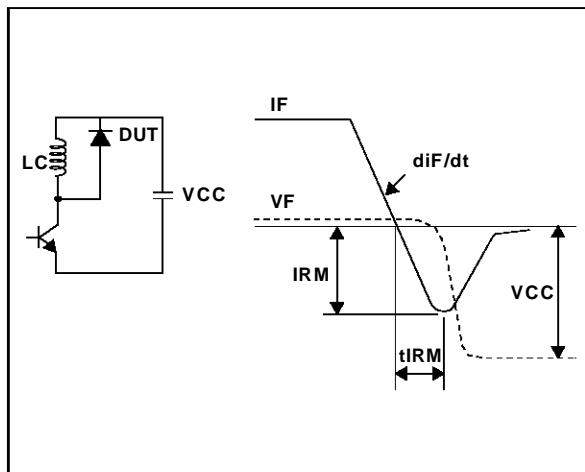 DUT
LC
VCC
IF
diF/dt
VF
IRM
VCC
tIRM